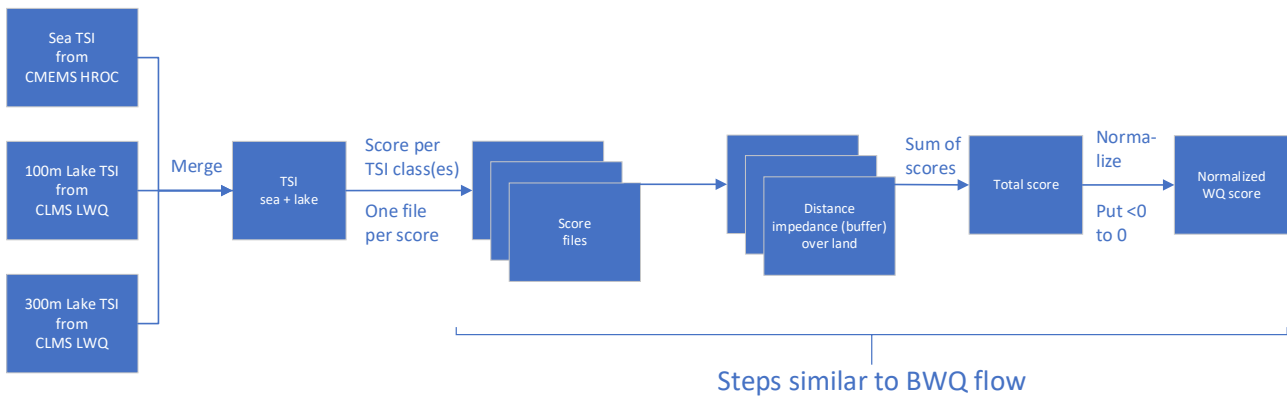 Sea TSI
from
CMEMS HROC
100m Lake TSI
from
CLMS LWQ
300m Lake TSI
from
CLMS LWQ
Merge
TSI
sea + lake
Score per
TSI class(es)
One file
per score
Score
files
Distance
impedance (buffer)
over land
Sum of
scores
Total score
Norma-
lize
Put <0
to 0
Normalized
WQ score
Steps similar to BWQ flow